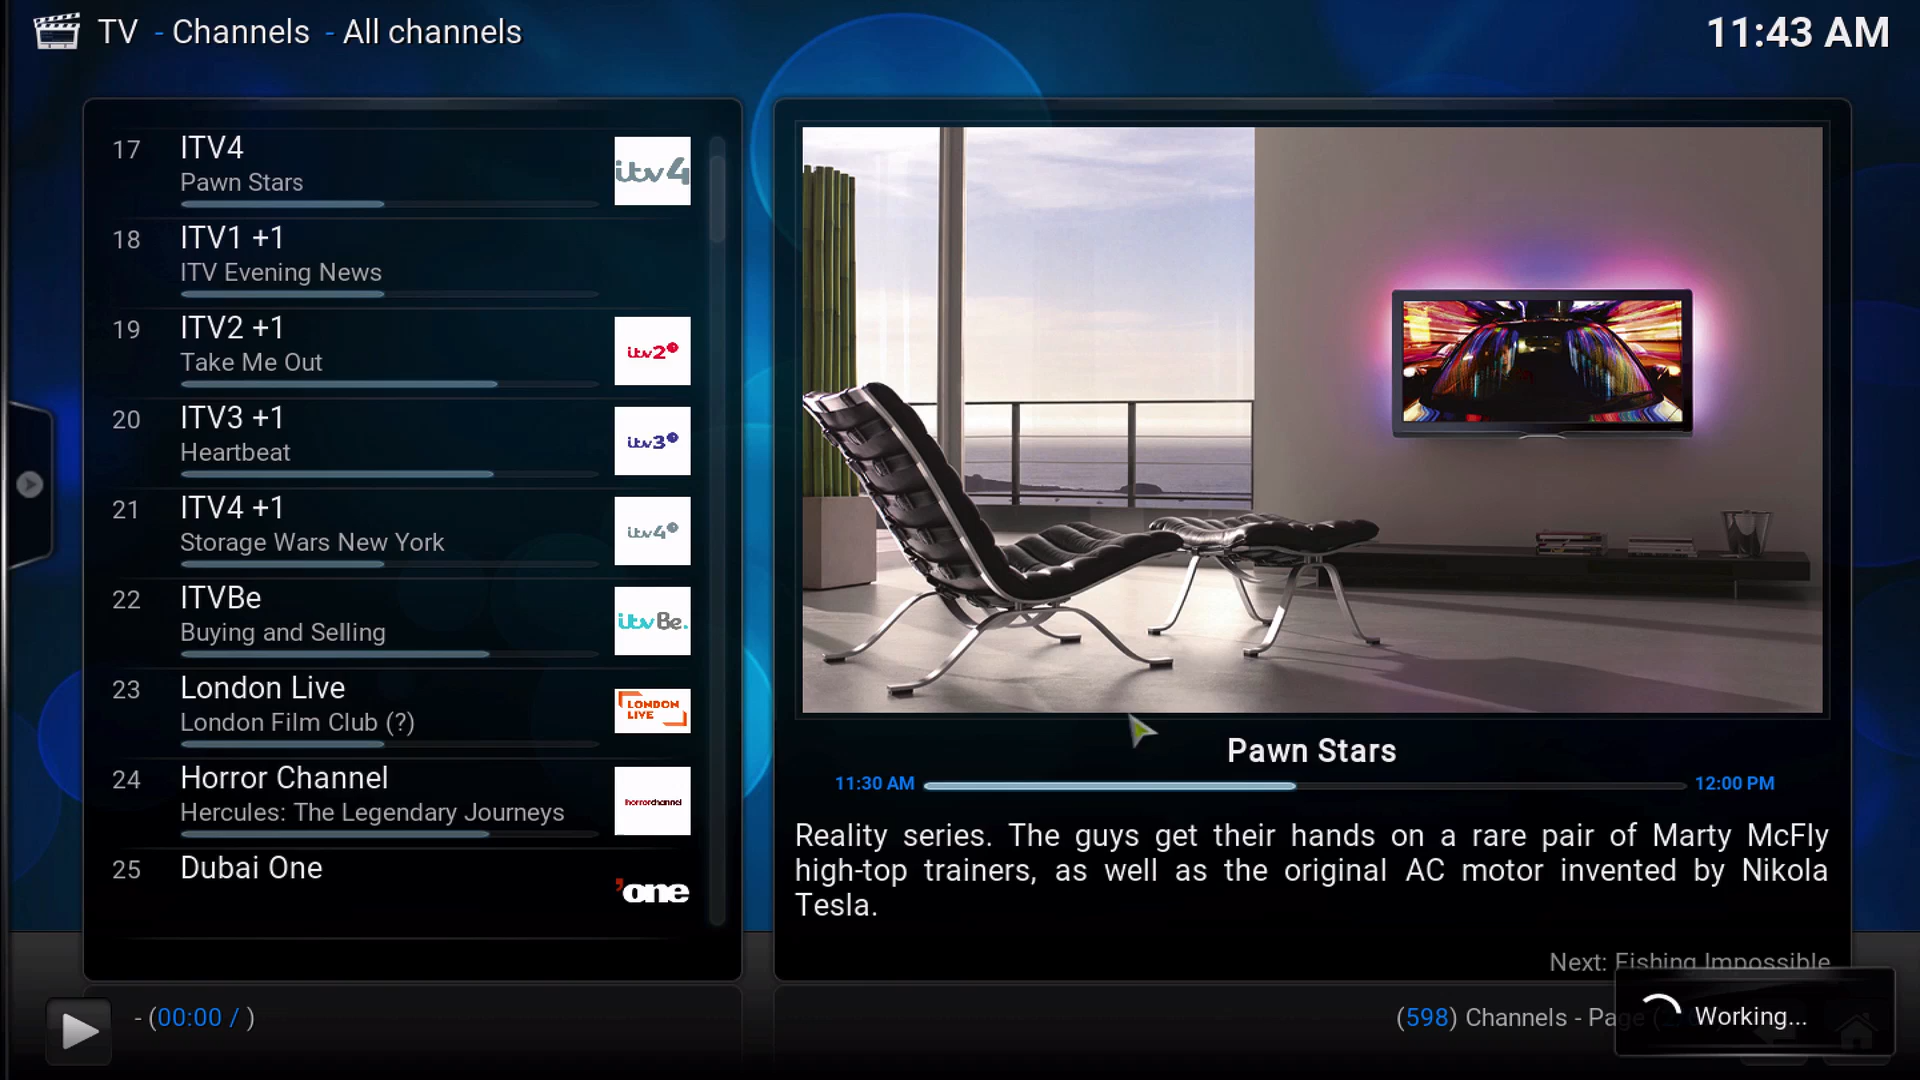 TV - Channels - All channels
11:43 AM
17 ITV4
Pawn Stars
itv4
18 ITV1 +1
ITV Evening News
19 ITV2 +1
Take Me Out
itv2
20 ITV3 +1
Heartbeat
itv3
21 ITV4 +1
Storage Wars New York
itv4
22 ITVBe
Buying and Selling
itvBe.
23 London Live
London Film Club (?)
LONDON
LIVE
24 Horror Channel
Hercules: The Legendary Journeys
horrorchannel
25 Dubai One
'one
Pawn Stars
11:30 AM
12:00 PM
Reality series. The guys get their hands on a rare pair of Marty McFly
high-top trainers, as well as the original AC motor invented by Nikola
Tesla.
Next: Fishing Impossible
- (00:00 / )
(598) Channels - Page (
Working...